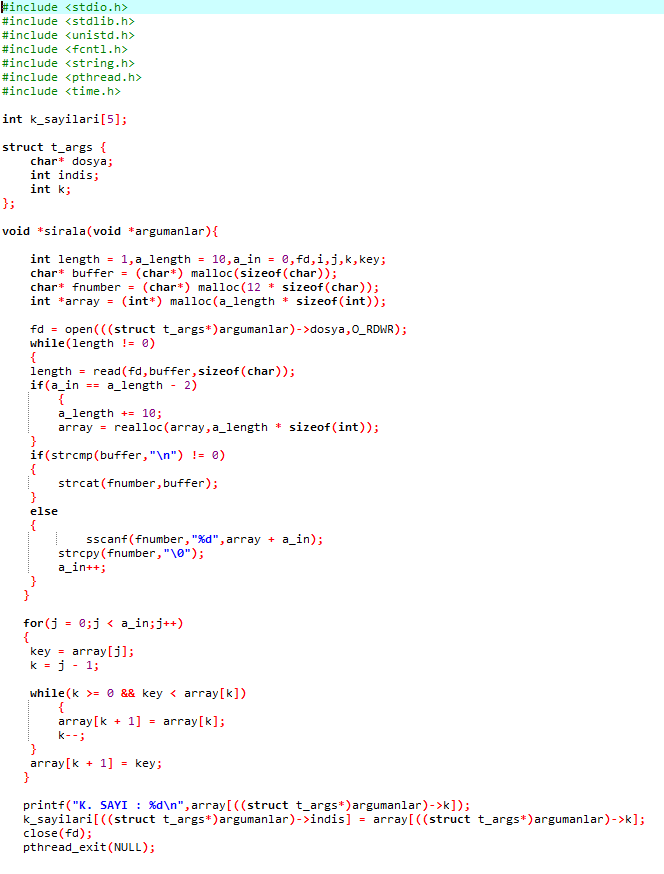 #include <stdio.h>
#include <stdlib.h>
#include <unistd.h>
#include <fcntl.h>
#include <string.h>
#include <pthread.h>
#include <time.h>

int k_sayilari[5];

struct t_args {
    char* dosya;
    int indis;
    int k;
};

void *sirala(void *argumanlar){

    int length = 1,a_length = 10,a_in = 0,fd,i,j,k,key;
    char* buffer = (char*) malloc(sizeof(char));
    char* fnumber = (char*) malloc(12 * sizeof(char));
    int *array = (int*) malloc(a_length * sizeof(int));

    fd = open(((struct t_args*)argumanlar)->dosya,O_RDWR);
    while(length != 0)
    {
    length = read(fd,buffer,sizeof(char));
    if(a_in == a_length - 2)
        {
        a_length += 10;
        array = realloc(array,a_length * sizeof(int));
    }
    if(strcmp(buffer,"\n") != 0)
    {
        strcat(fnumber,buffer);
    }
    else
    {
            sscanf(fnumber,"%d",array + a_in);
        strcpy(fnumber,"\0");
        a_in++;
    }
   }

   for(j = 0;j < a_in;j++)
   {
    key = array[j];
    k = j - 1;

    while(k >= 0 && key < array[k])
        {
        array[k + 1] = array[k];
        k--;
    }
    array[k + 1] = key;
   }

   printf("K. SAYI : %d\n",array[((struct t_args*)argumanlar)->k]);
   k_sayilari[((struct t_args*)argumanlar)->indis] = array[((struct t_args*)argumanlar)->k];
   close(fd);
   pthread_exit(NULL);